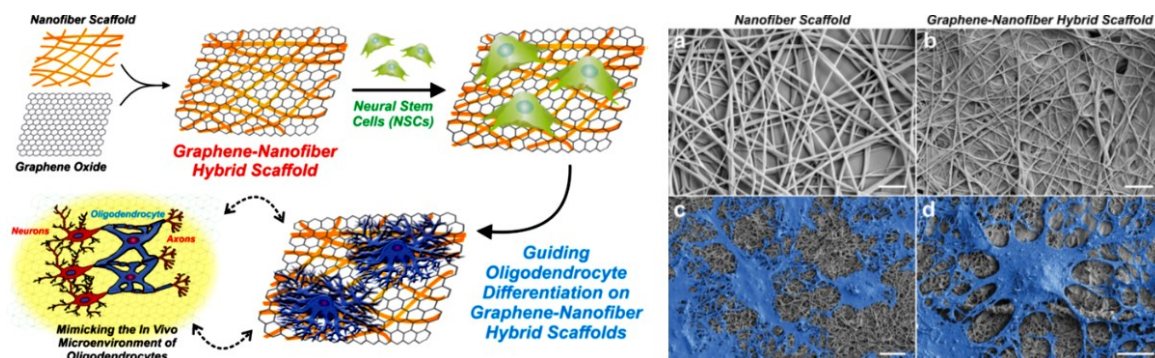 Nanofiber Scaffold
Graphene Oxide
Graphene-Nanofiber
Hybrid Scaffold
Neural Stem
Cells (NSCs)
Guiding
Oligodendrocyte
Differentiation on
Graphene-Nanofiber
Hybrid Scaffolds
Oligodendrocyte
Neurons
Axons
Mimicking the In Vivo
Microenvironment of
Oligodendrocytes
Nanofiber Scaffold
Graphene-Nanofiber Hybrid Scaffold
a
b
c
d